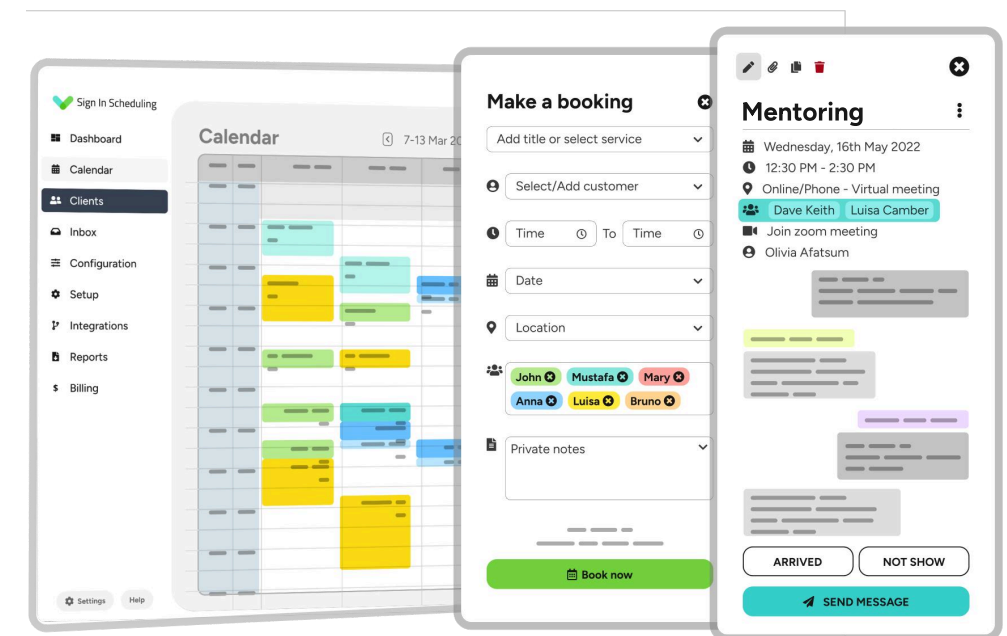 Sign In Scheduling
Dashboard
Calendar
Clients
Inbox
Configuration
Setup
Integrations
Reports
$ Billing
Settings
Help
Calendar
7-13 Mar
Make a booking
Add title or select service
Select/Add customer
Time To Time
Date
Location
John Mustafa Mary
Anna Luisa Bruno
Private notes
Book now
Mentoring
Wednesday, 16th May 2022
12:30 PM - 2:30 PM
Online/Phone - Virtual meeting
Dave Keith Luisa Camber
Join zoom meeting
Olivia Afatsum
ARRIVED
NOT SHOW
SEND MESSAGE